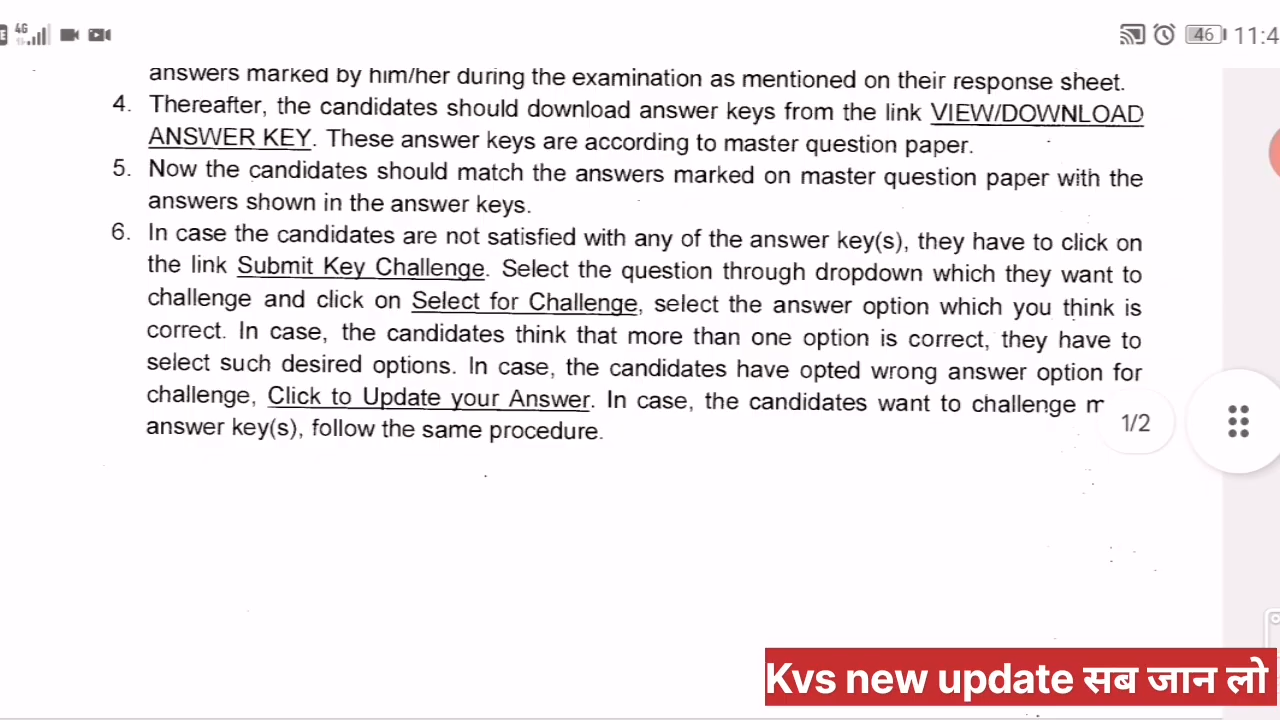 4G
46
11:4
answers marked by him/her during the examination as mentioned on their response sheet.
4. Thereafter, the candidates should download answer keys from the link VIEW/DOWNLOAD
ANSWER KEY. These answer keys are according to master question paper.
5. Now the candidates should match the answers marked on master question paper with the
answers shown in the answer keys.
6. In case the candidates are not satisfied with any of the answer key(s), they have to click on
the link Submit Key Challenge. Select the question through dropdown which they want to
challenge and click on Select for Challenge, select the answer option which you think is
correct. In case, the candidates think that more than one option is correct, they have to
select such desired options. In case, the candidates have opted wrong answer option for
challenge, Click to Update your Answer. In case, the candidates want to challenge
answer key(s), follow the same procedure.
1/2
Kvs new update सब जान लो